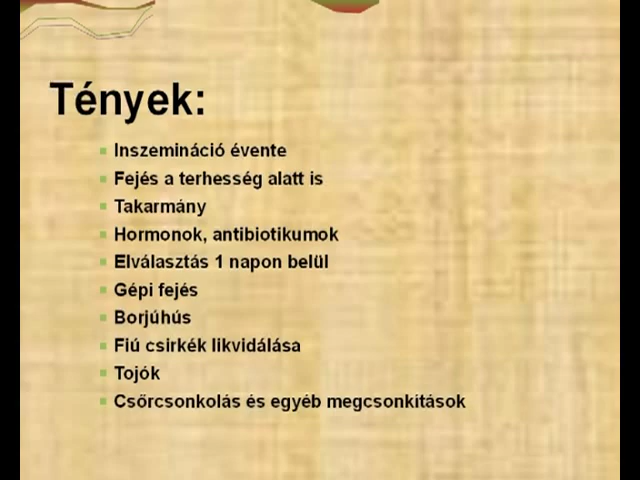 Tények:
Inszemináció évente
Fejés a terhesség alatt is
Takarmány
Hormonok, antibiotikumok
Elválasztás 1 napon belül
Gépi fejés
Borjúhús
Fiú csirkék likvidálása
Tojók
Csőrcsonkolás és egyéb megcsonkítások